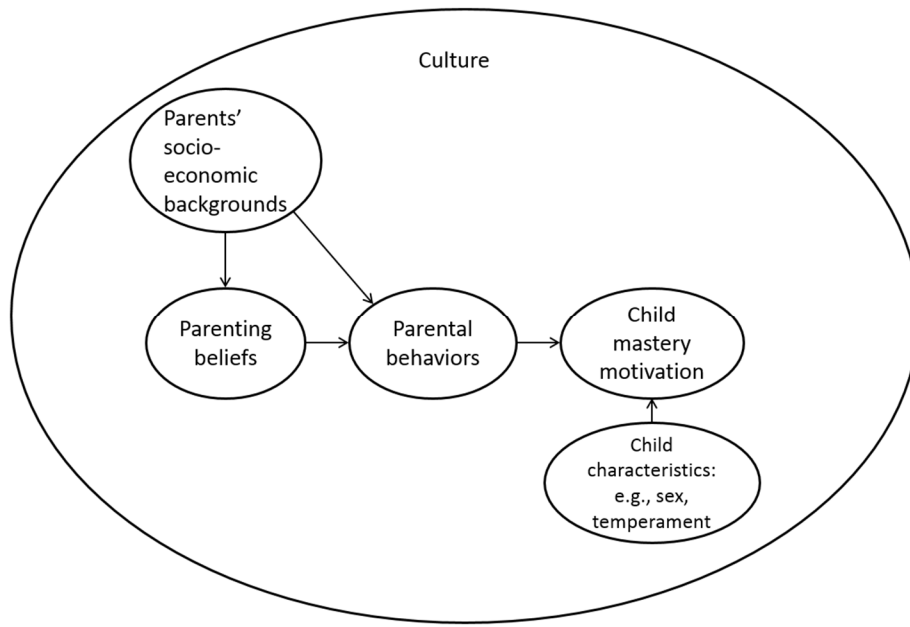 Culture
Parents’
socio-
economic
backgrounds
Parenting
beliefs
Parental
behaviors
Child
mastery
motivation
Child
characteristics:
e.g., sex,
temperament